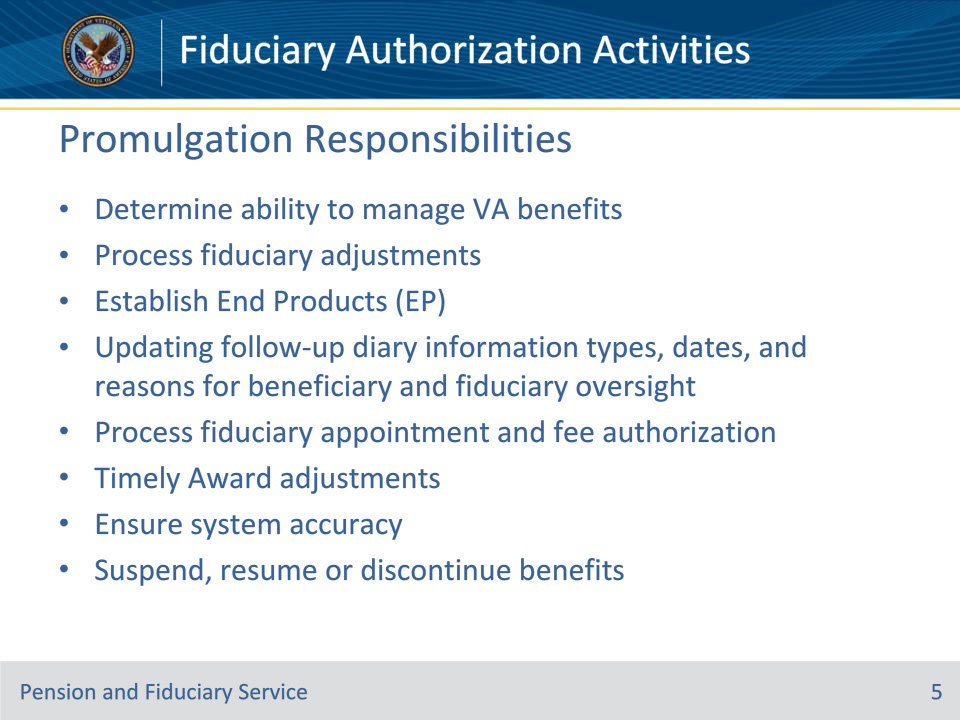 Fiduciary Authorization Activities
Promulgation Responsibilities
• Determine ability to manage VA benefits
• Process fiduciary adjustments
• Establish End Products (EP)
• Updating follow-up diary information types, dates, and
reasons for beneficiary and fiduciary oversight
• Process fiduciary appointment and fee authorization
• Timely Award adjustments
• Ensure system accuracy
• Suspend, resume or discontinue benefits
Pension and Fiduciary Service
5